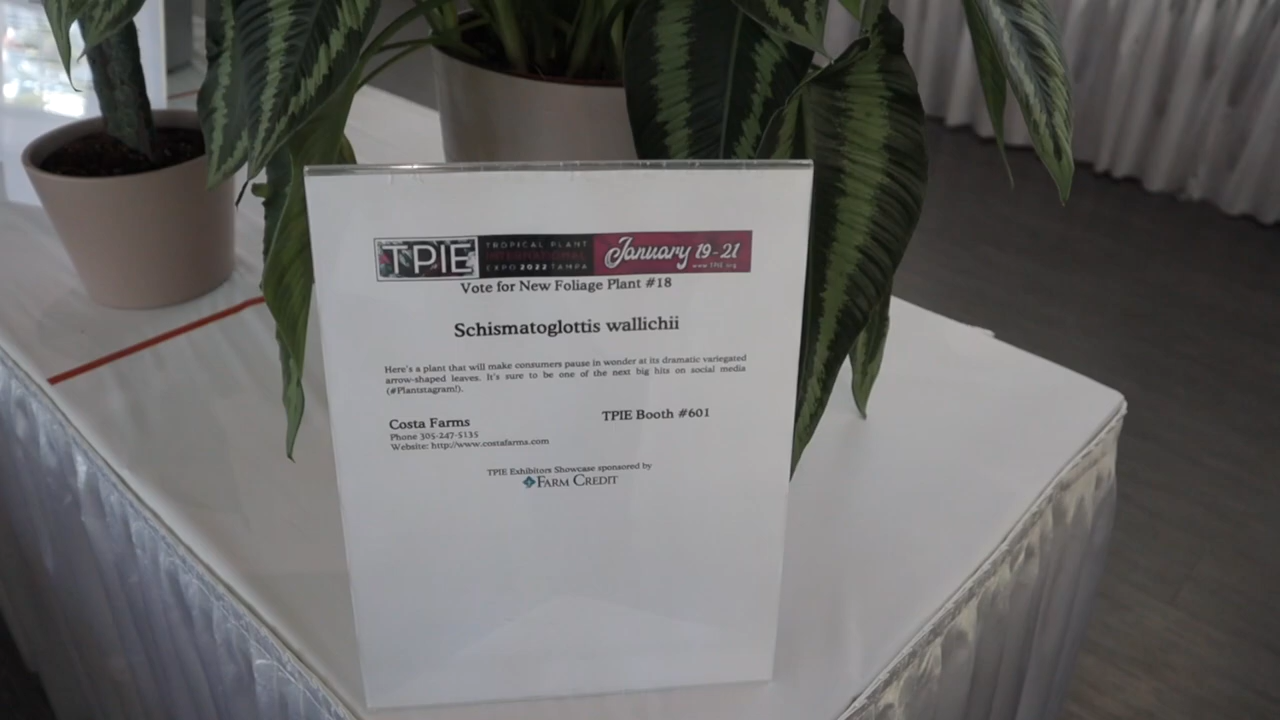 TPIE TROPICAL PLANT INTERNATIONAL EXPO 2022 TAMPA January 19-21 www.TPIE.org
Vote for New Foliage Plant #18
Schismatoglottis wallichii
Here's a plant that will make consumers pause in wonder at its dramatic variegated
arrow-shaped leaves. It's sure to be one of the next big hits on social media
(#Plantstagram!).
Costa Farms
TPIE Booth #601
Phone 305-247-5135
Website: http://www.costafarms.com
TPIE Exhibitors Showcase sponsored by
FARM CREDIT